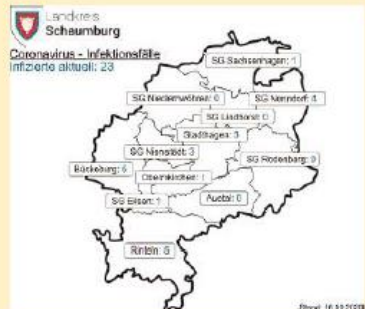 Landkreis
Schaumburg
Coronavirus - Infektionsfälle
Infizierte aktuell: 23
SG Sachsenhagen: 1
SG Niedernwöhren: 0
SG Nenndorf: 4
SG Lindhorst: 0
Stadthagen: 3
SG Nienstädt: 3
SG Rodenberg: 0
Bückeburg: 6
Obernkirchen: 1
SG Eilsen: 1
Auetal: 0
Rinteln:
Stand: